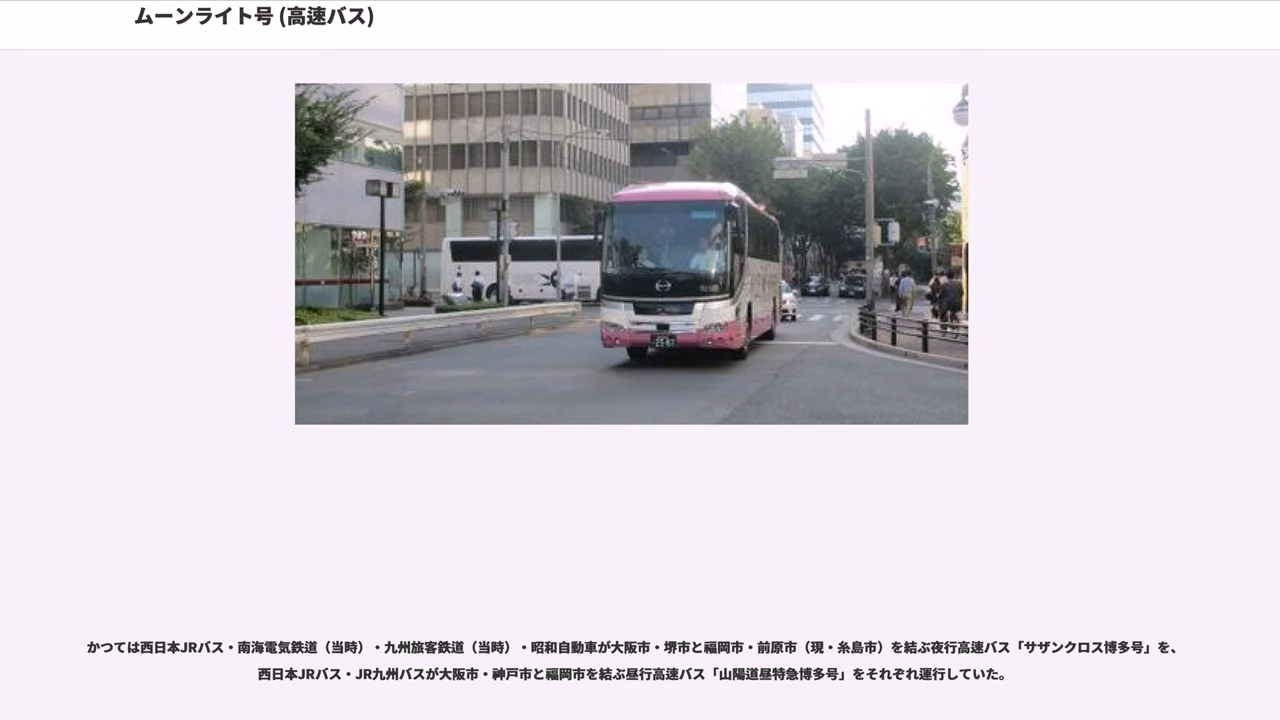 ムーンライト号 (高速バス)
かつては西日本JRバス・南海電気鉄道（当時）・九州旅客鉄道（当時）・昭和自動車が大阪市・堺市と福岡市・前原市（現・糸島市）を結ぶ夜行高速バス「サザンクロス博多号」を、
西日本JRバス・JR九州バスが大阪市・神戸市と福岡市を結ぶ昼行高速バス「山陽道昼特急博多号」をそれぞれ運行していた。